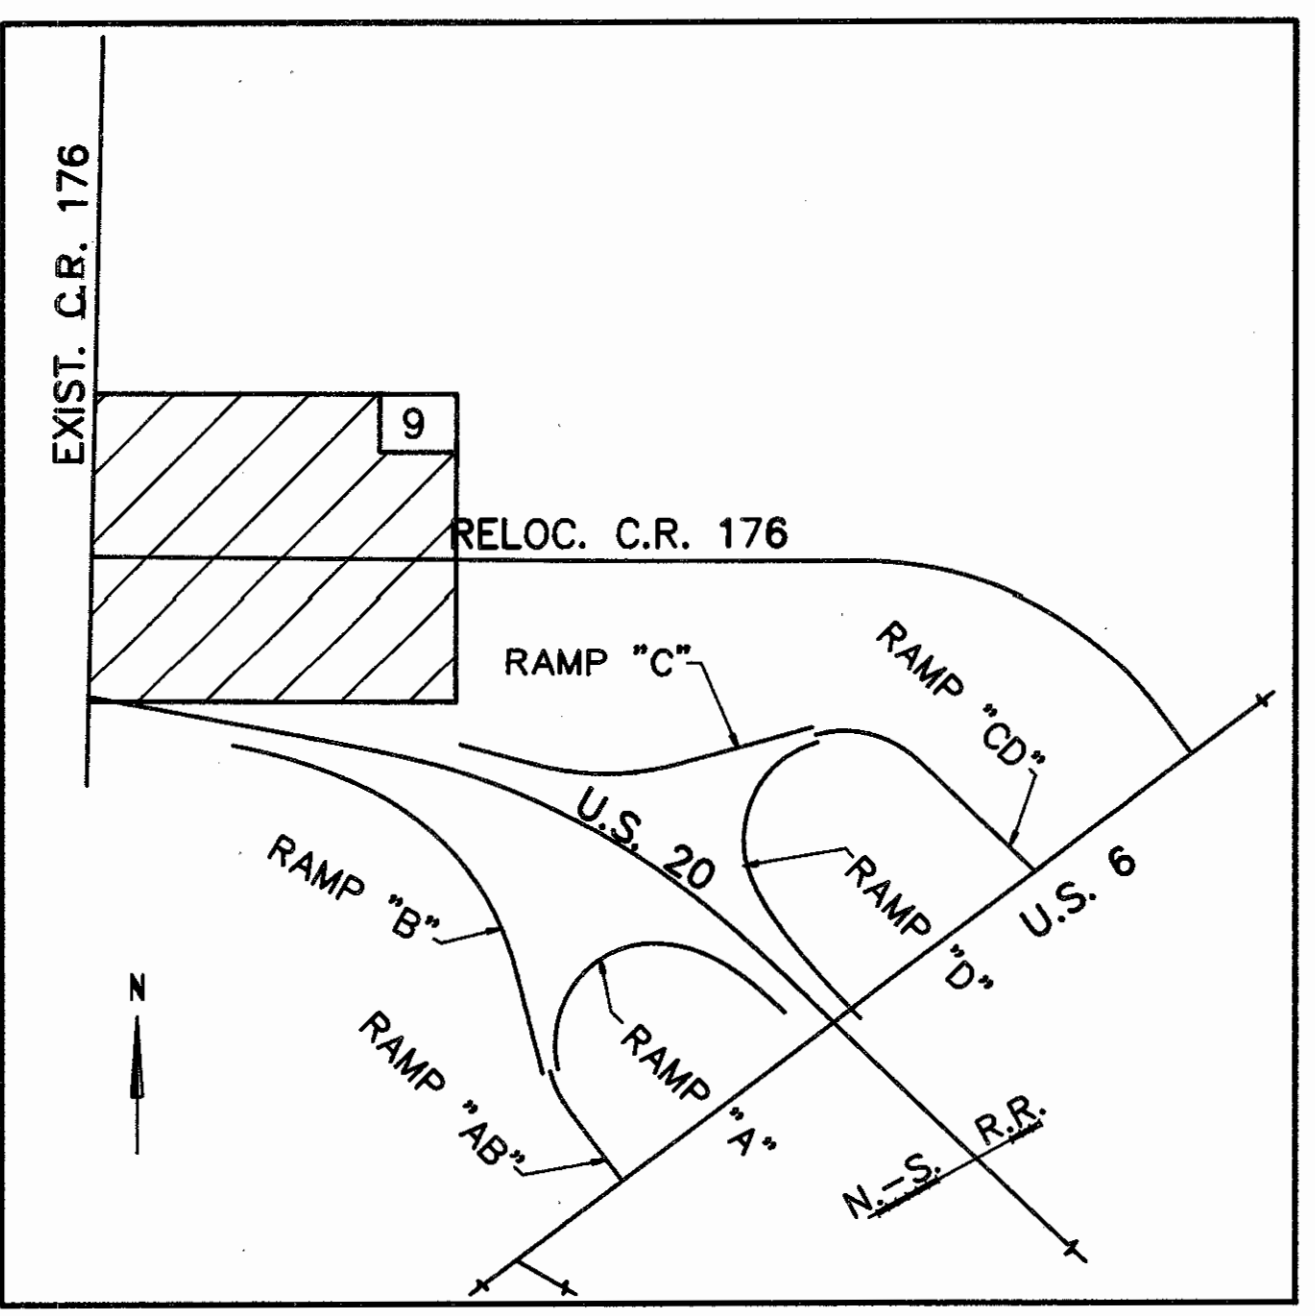 EXIST. C.R. 176
9
RELOC. C.R. 176
RAMP "C"
RAMP "CD"
U.S. 20
RAMP "B"
RAMP "D"
U.S. 6
N
RAMP "A"
RAMP "AB"
N.-S. R.R.